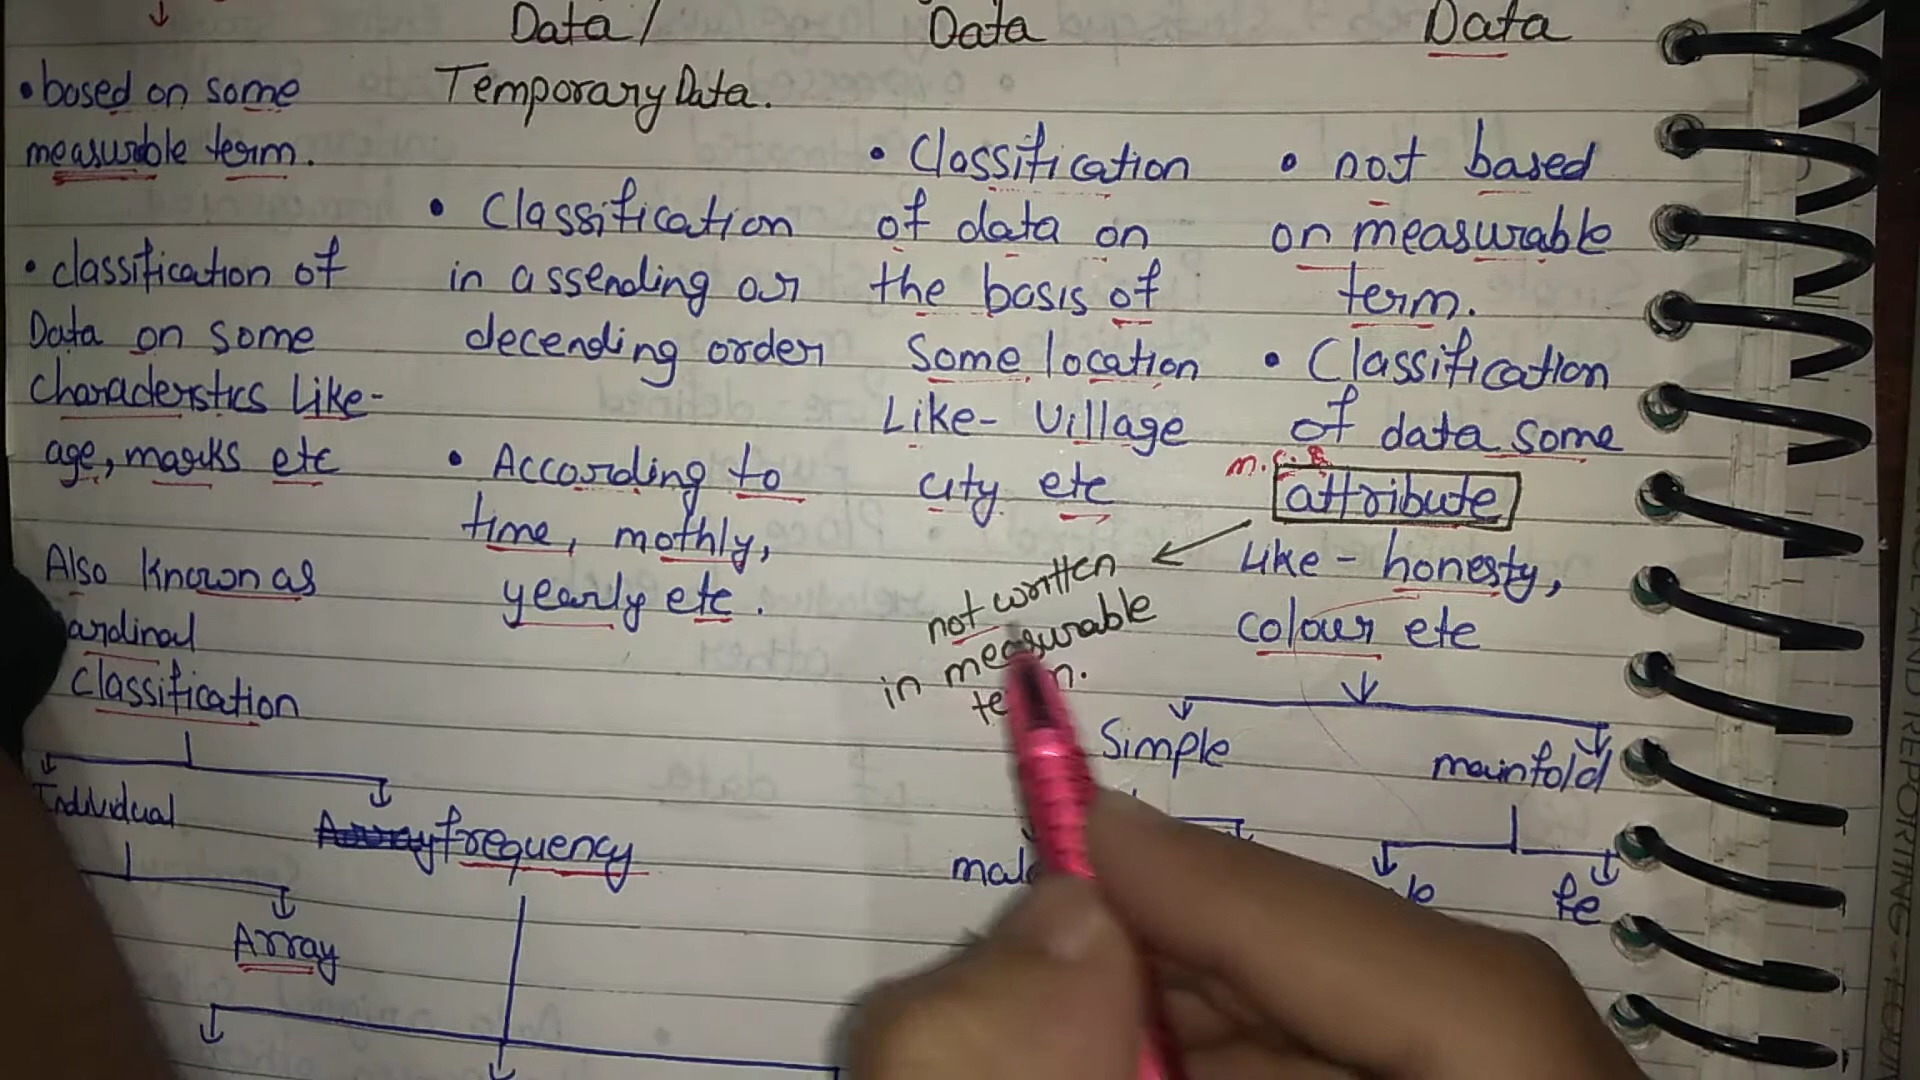 Data /
Temporary Data.
Data
Data
• based on some
measurable term.
• classification of
Data on some
Characterstics Like-
age, marks etc
Also Known as
ardinal
Classification
Individual
Array
frequency
• Classification
in assending or
decending order
• According to
time, mothly,
yearly etc.
• Classification
of data on
the basis of
Some location
Like- Village
city etc
• not based
on measurable
term.
• Classification
of data some
m.c.q
attribute
Like - honesty,
colour etc
not written
in measurable
Simple
mainfold
fe